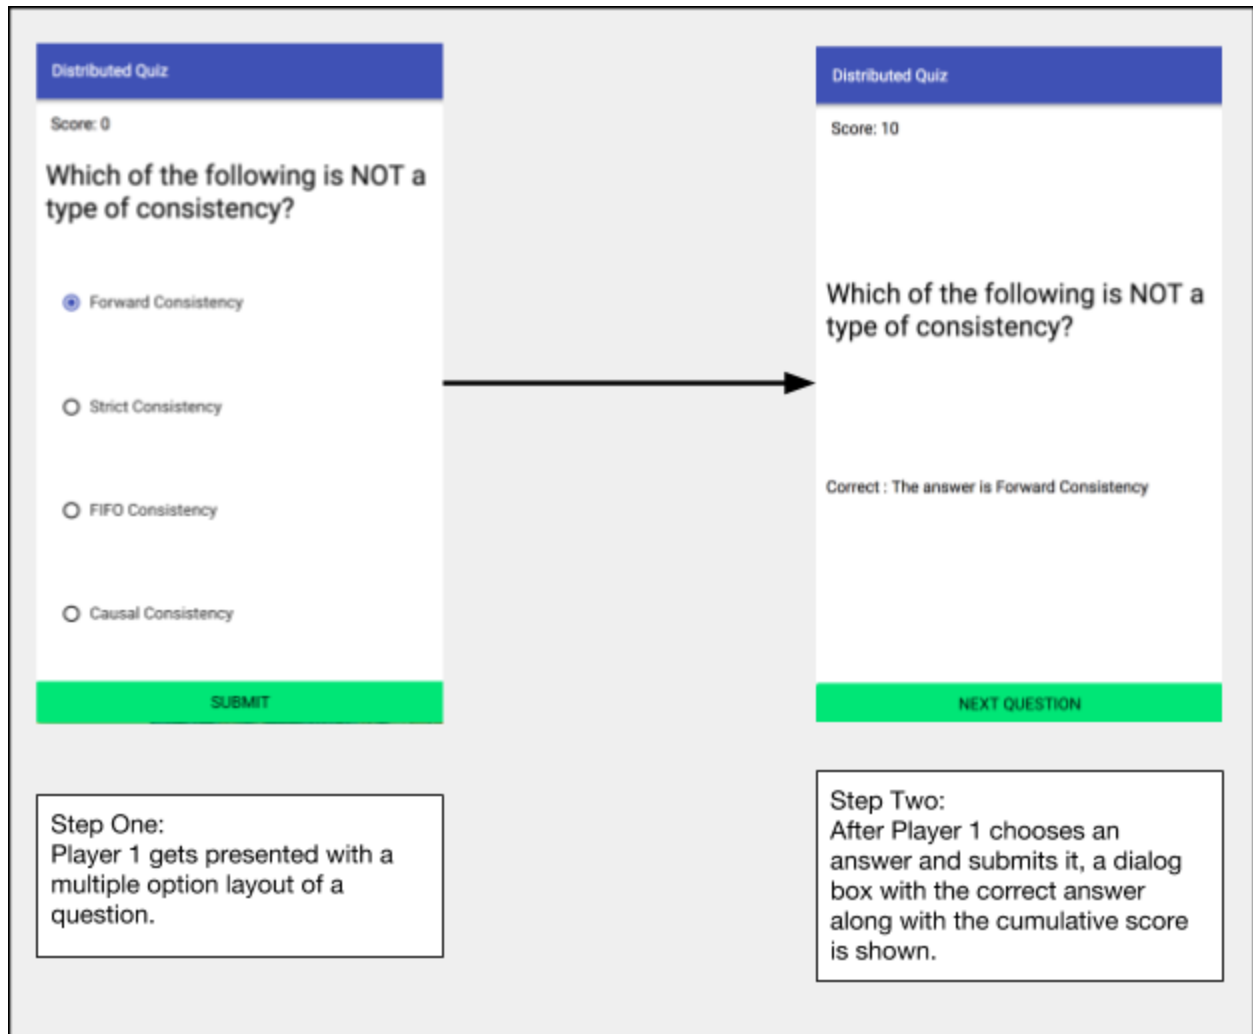 Distributed Quiz
Score: 0
Which of the following is NOT a
type of consistency?
Forward Consistency
Strict Consistency
FIFO Consistency
Causal Consistency
SUBMIT
Step One:
Player 1 gets presented with a
multiple option layout of a
question.
Distributed Quiz
Score: 10
Which of the following is NOT a
type of consistency?
Correct : The answer is Forward Consistency
NEXT QUESTION
Step Two:
After Player 1 chooses an
answer and submits it, a dialog
box with the correct answer
along with the cumulative score
is shown.